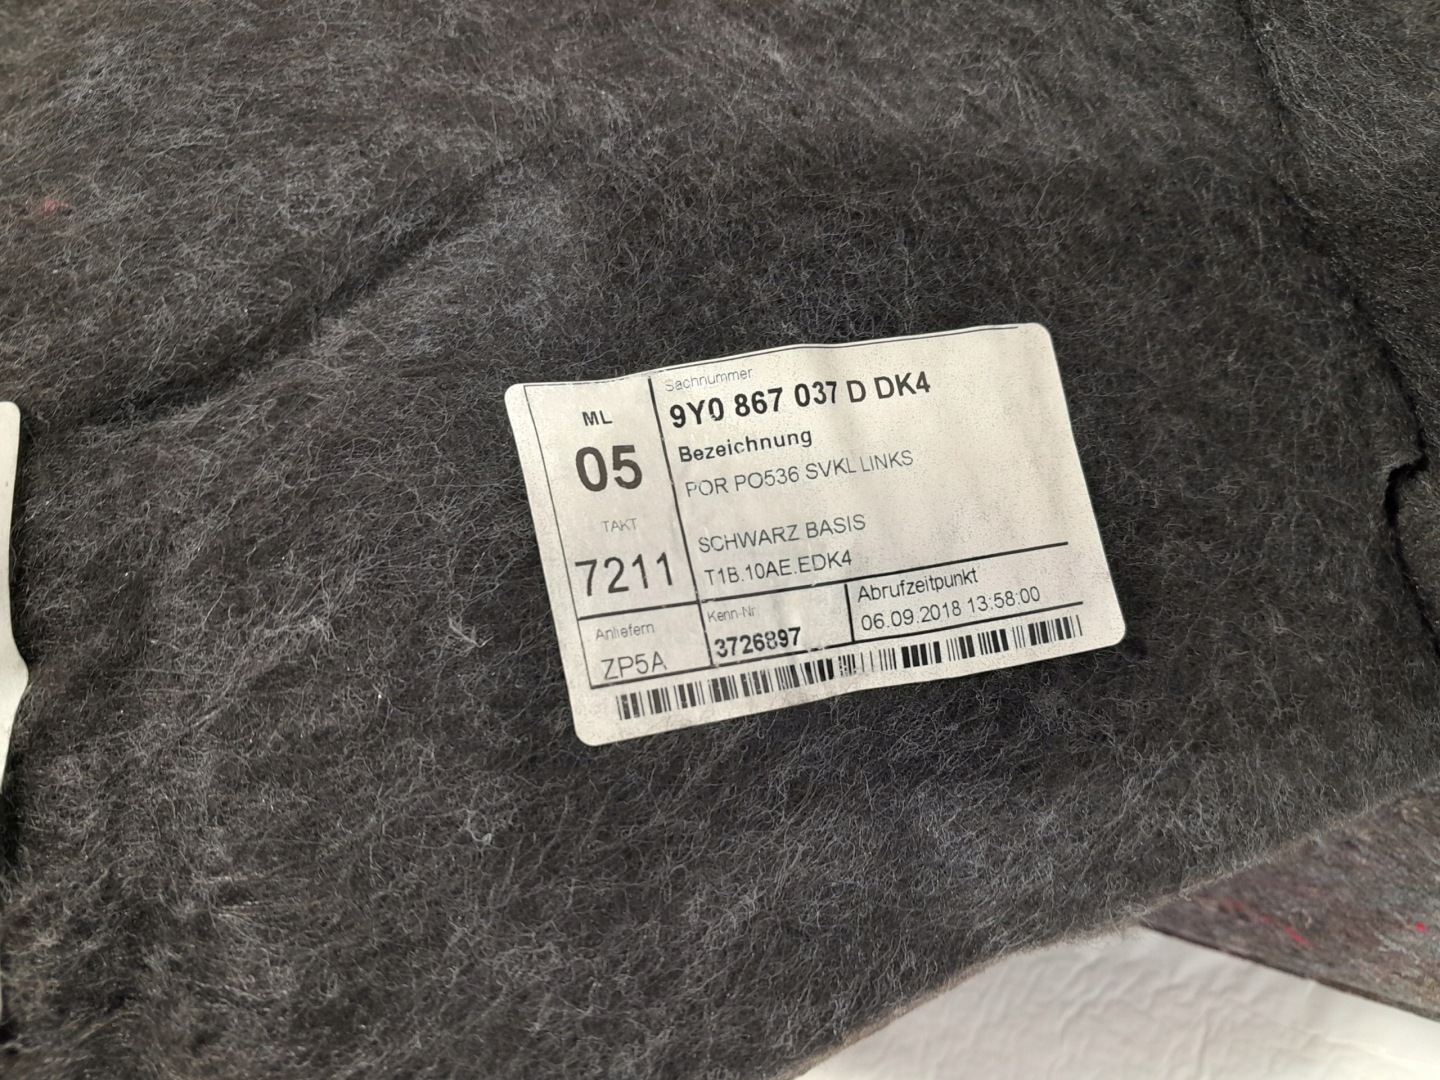 ML
05
TAKT
7211
Sachnummer
9Y0 867 037 D DK4
Bezeichnung
POR PO536 SVKL LINKS
SCHWARZ BASIS
T1B.10AE.EDK4
Anliefern
ZP5A
Kenn-Nr
3726897
Abrufzeitpunkt
06.09.2018 13:58:00